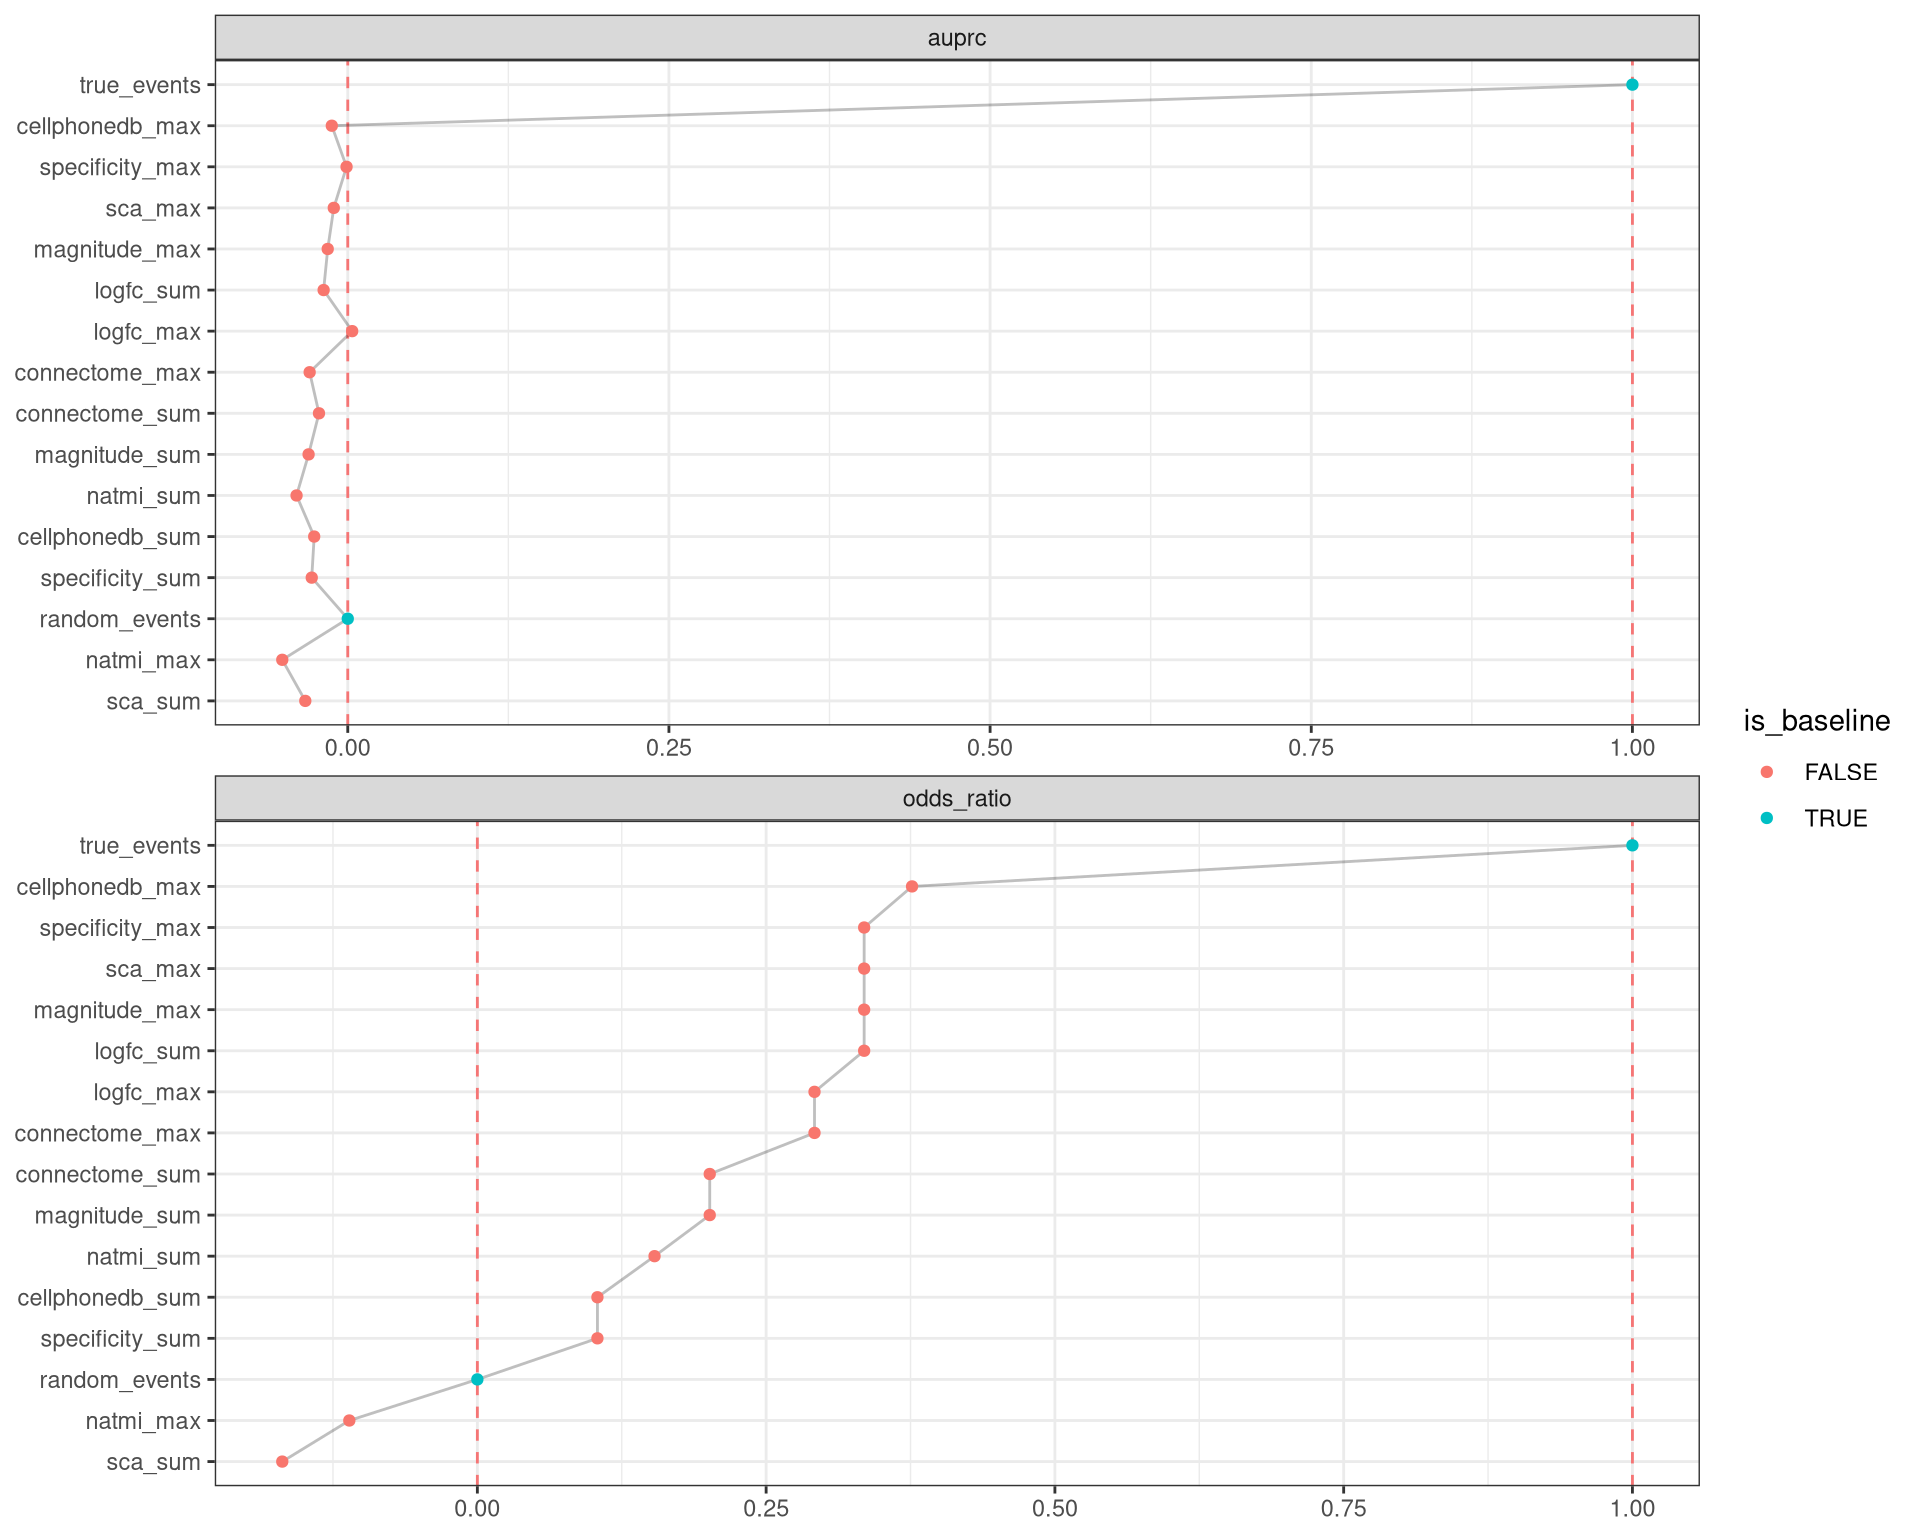 auprc
true_events
cellphonedb_max
specificity_max
sca_max
magnitude_max
logfc_sum
logfc_max
connectome_max
connectome_sum
magnitude_sum
natmi_sum
cellphonedb_sum
specificity_sum
random_events
natmi_max
sca_sum
0.00 0.25 0.50 0.75 1.00
odds_ratio
true_events
cellphonedb_max
specificity_max
sca_max
magnitude_max
logfc_sum
logfc_max
connectome_max
connectome_sum
magnitude_sum
natmi_sum
cellphonedb_sum
specificity_sum
random_events
natmi_max
sca_sum
0.00 0.25 0.50 0.75 1.00
is_baseline
FALSE
TRUE